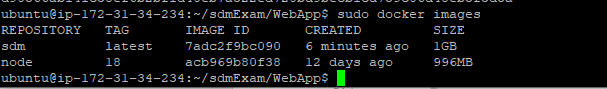 ubuntu@ip-172-31-34-234:~/sdmExam/WebApp$ sudo docker images
REPOSITORY TAG IMAGE ID CREATED SIZE
sdm latest 7adc2f9bc090 6 minutes ago 1GB
node 18 acb969b80f38 12 days ago 996MB
ubuntu@ip-172-31-34-234:~/sdmExam/WebApp$